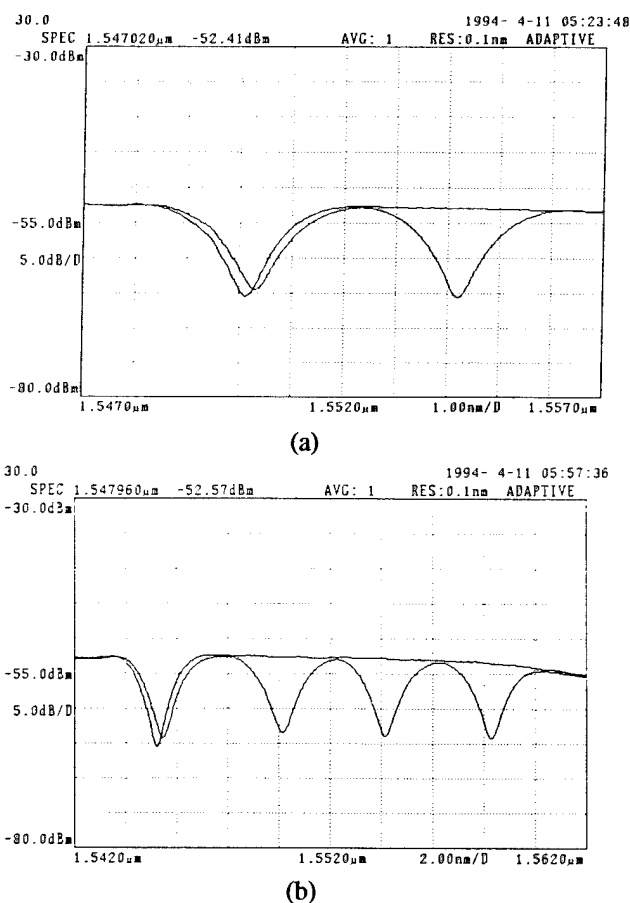 30.0 1994- 4-11 05:23:48
SPEC 1.547020µm -52.41dBm AVG: 1 RES:0.1nm ADAPTIVE
-30.0dBm
-55.0dBm
5.0dB/D
-80.0dBm
1.5470µm 1.5520µm 1.00nm/D 1.5570µm
(a)
30.0 1994- 4-11 05:57:36
SPEC 1.547960µm -52.57dBm AVG: 1 RES:0.1nm ADAPTIVE
-30.0dBm
-55.0dBm
5.0dB/D
-80.0dBm
1.5420µm 1.5520µm 2.00nm/D 1.5620µm
(b)